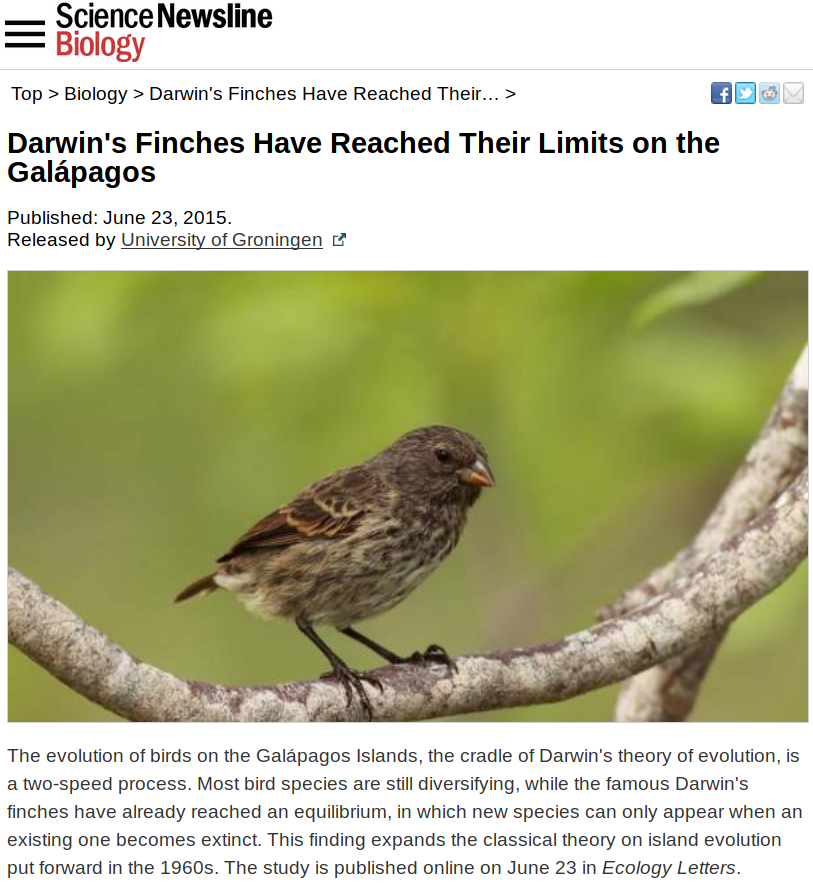 Science Newsline
Biology
Top > Biology > Darwin's Finches Have Reached Their… >
Darwin's Finches Have Reached Their Limits on the
Galápagos
Published: June 23, 2015.
Released by University of Groningen
The evolution of birds on the Galápagos Islands, the cradle of Darwin's theory of evolution, is
a two-speed process. Most bird species are still diversifying, while the famous Darwin's
finches have already reached an equilibrium, in which new species can only appear when an
existing one becomes extinct. This finding expands the classical theory on island evolution
put forward in the 1960s. The study is published online on June 23 in Ecology Letters.